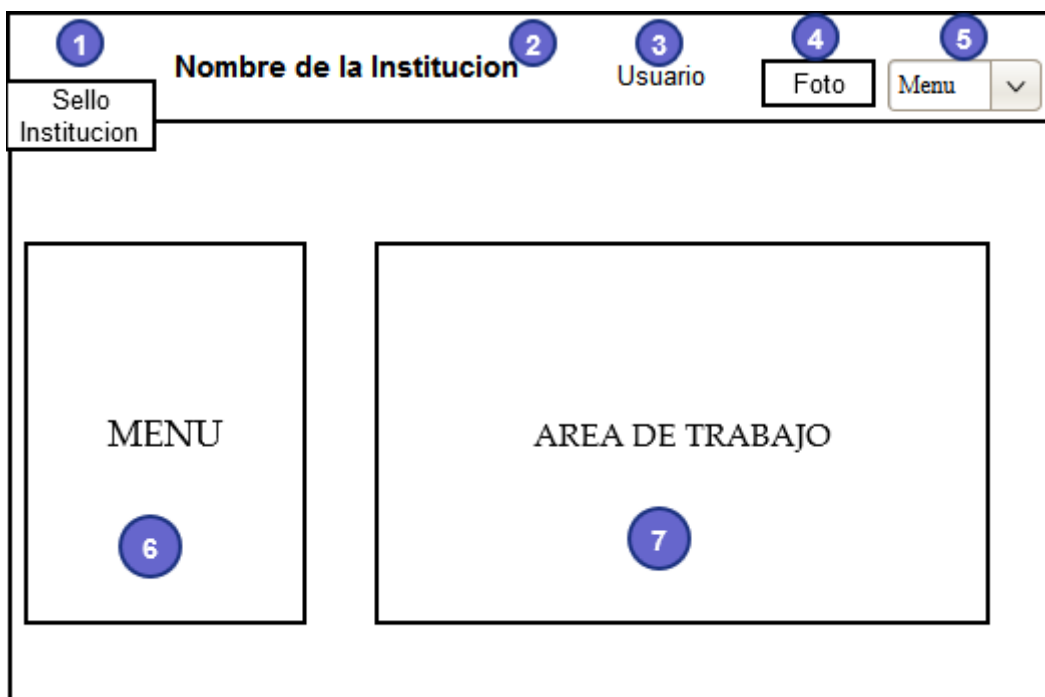 1
2
3
4
5
Nombre de la Institucion
Usuario
Foto
Menu
Sello
Institucion
MENU
AREA DE TRABAJO
6
7